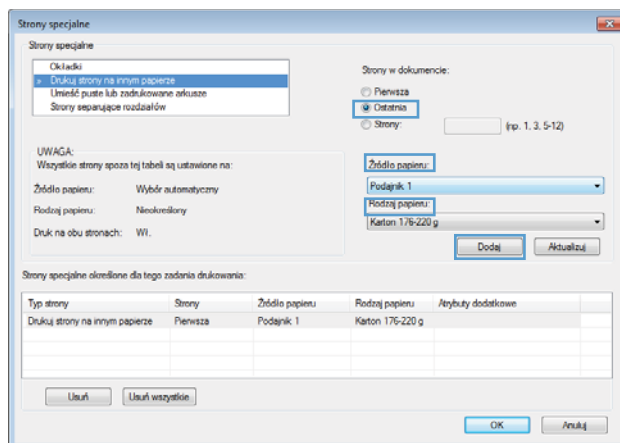 Strony specjalne
Strony specjalne
Okładki
Drukuj strony na innym papierze
Umieść puste lub zadrukowane arkusze
Strony separujące rozdziałów
Strony w dokumencie:
Pierwsza
Ostatnia
Strony: (np. 1, 3, 5-12)
UWAGA:
Wszystkie strony spoza tej tabeli są ustawione na:
Źródło papieru: Wybór automatyczny
Rodzaj papieru: Nieokreślony
Druk na obu stronach: Wł.
Źródło papieru:
Podajnik 1
Rodzaj papieru:
Karton 176-220 g
Dodaj Aktualizuj
Strony specjalne określone dla tego zadania drukowania:
Typ strony Strony Źródło papieru Rodzaj papieru Atrybuty dodatkowe
Drukuj strony na innym papierze Pierwsza Podajnik 1 Karton 176-220 g
Usuń Usuń wszystkie
OK Anuluj